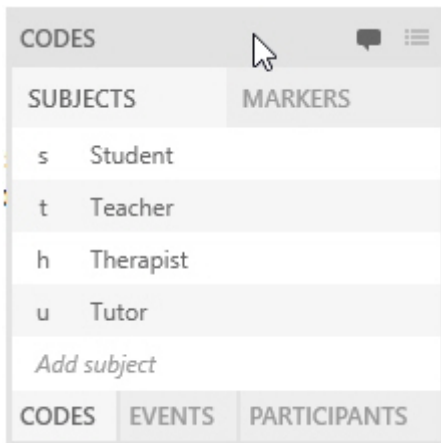 CODES
SUBJECTS MARKERS
s Student
t Teacher
h Therapist
u Tutor
Add subject
CODES EVENTS PARTICIPANTS